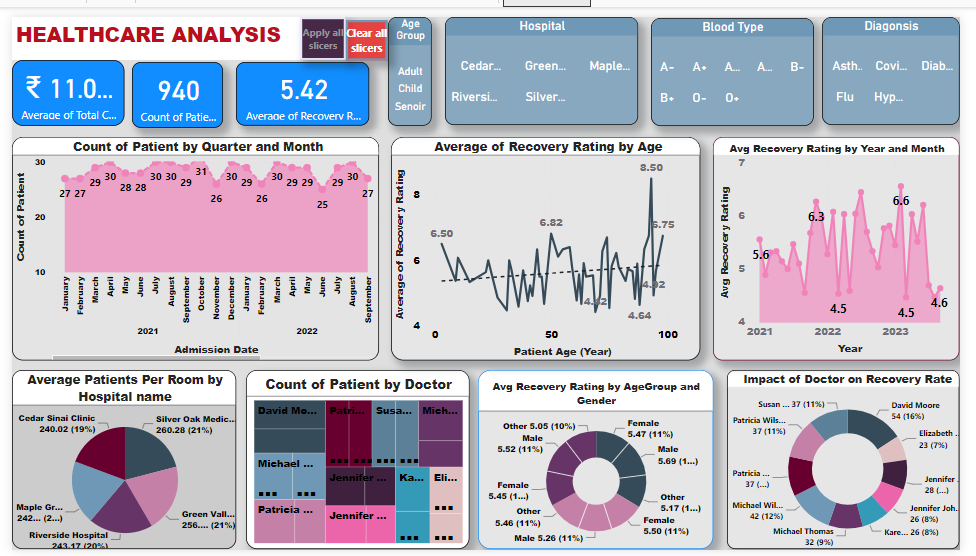 HEALTHCARE ANALYSIS
Apply all slicers
Clear all slicers
Age Group
Adult
Child
Senoir
Hospital
Cedar... Green... Maple...
Riversi... Silver...
Blood Type
A- A+ A... A... B-
B+ O- O+
Diagonsis
Asth.. Covi... Diab...
Flu Hyp...
₹ 11.0...
Average of Total C...
940
Count of Patie...
5.42
Average of Recovery R...
Count of Patient by Quarter and Month
Count of Patient
30
20
10
27 27 29 30 28 28 30 30 29 31 26 30 29 26 30 29 29 25 29 30 27
January February March April May June July August September October November December January February March April May June July August September
2021 2022
Admission Date
Average of Recovery Rating by Age
Average of Recovery Rating
8
6
4
6.50
6.82
8.50
6.75
4.64
0 50 100
Patient Age (Year)
Avg Recovery Rating by Year and Month
Avg Recovery Rating
7
6
5
4
5.6
6.3
4.5
6.6
4.5
4.6
2021 2022 2023
Year
Average Patients Per Room by Hospital name
Cedar Sinai Clinic
240.02 (19%)
Silver Oak Medic...
260.28 (21%)
Maple Gr...
242... (2...)
Green Vall...
256.... (21%)
Riverside Hospital
243.17 (20%)
Count of Patient by Doctor
David Mo...
Patri...
Susa...
Mich...
Michael ...
Jennifer ...
Ka...
Eli...
Patricia ...
Jennifer ...
Avg Recovery Rating by AgeGroup and Gender
Other 5.05 (10%)
Female
5.47 (11%)
Male
5.52 (11%)
Male
5.69 (1...)
Female
5.45 (1...)
Other
5.17 (1...)
Other
5.46 (11%)
Female
5.50 (11%)
Male 5.26 (11%)
Impact of Doctor on Recovery Rate
Susan ... 37 (11%)
David Moore
54 (16%)
Patricia Wils...
37 (11%)
Elizabeth ...
23 (7%)
Patricia ...
37 (...)
Jennifer ...
28 (...)
Michael Wil...
42 (12%)
Jennifer Joh...
26 (8%)
Michael Thomas
32 (9%)
Kare... 26 (8%)